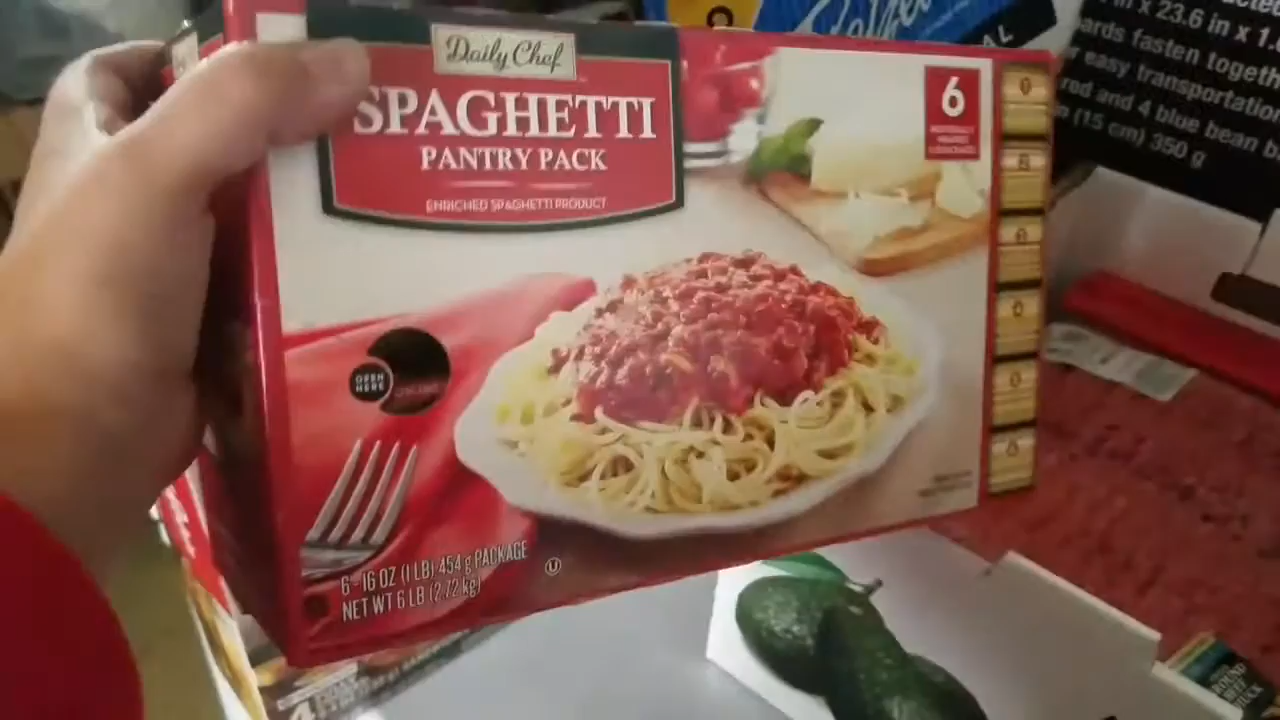 Daily Chef
SPAGHETTI
PANTRY PACK
ENRICHED SPAGHETTI PRODUCT
6
OPEN
HERE
6-16 OZ (1 LB) 454 g PACKAGE
NET WT 6 LB (2.72 kg)
U
in x 23.6 in x 1.
ards fasten togeth
r easy transportatio
red and 4 blue bean b
(15 cm) 350 g